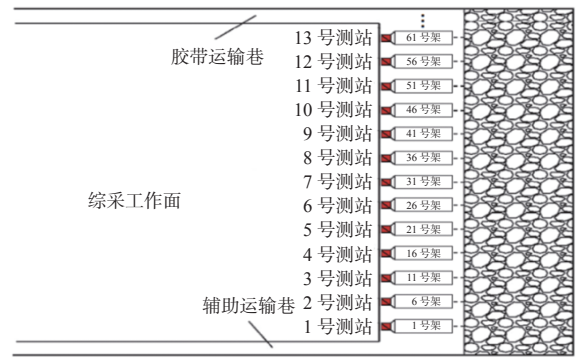 13 号测站 61 号架
胶带运输巷
12 号测站 56 号架
11 号测站 51 号架
10 号测站 46 号架
9 号测站 41 号架
8 号测站 36 号架
7 号测站 31 号架
综采工作面
6 号测站 26 号架
5 号测站 21 号架
4 号测站 16 号架
3 号测站 11 号架
辅助运输巷
2 号测站 6 号架
1 号测站 1 号架